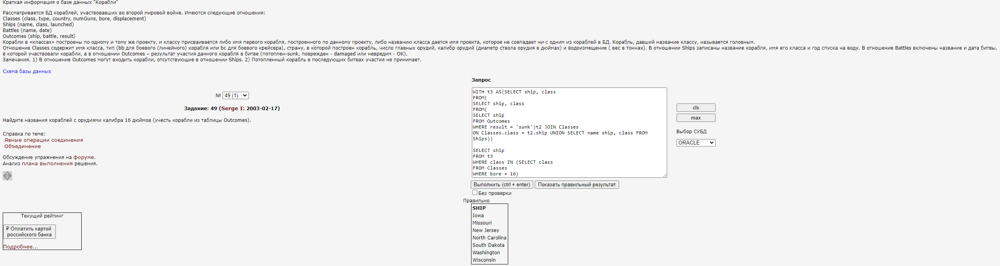 Краткая информация о базе данных "Корабли"
Рассматривается БД кораблей, участвовавших во второй мировой войне. Имеются следующие отношения:
Classes (class, type, country, numGuns, bore, displacement)
Ships (name, class, launched)
Battles (name, date)
Outcomes (ship, battle, result)
Корабли в «классах» построены по одному и тому же проекту, и классу присваивается либо имя первого корабля, построенного по данному проекту, либо названию класса дается имя проекта, которое не совпадает ни с одним из кораблей в БД. Корабль, давший название классу, называется головным.
Отношение Classes содержит имя класса, тип (bb для боевого (линейного) корабля или bc для боевого крейсера), страну, в которой построен корабль, число главных орудий, калибр орудий (диаметр ствола орудия в дюймах) и водоизмещение ( вес в тоннах). В отношении Ships записаны название корабля, имя его класса и год спуска на воду. В отношение Battles включены название и дата битвы,
в которой участвовали корабли, а в отношении Outcomes – результат участия данного корабля в битве (потоплен-sunk, поврежден - damaged или невредим - OK).
Замечания. 1) В отношение Outcomes могут входить корабли, отсутствующие в отношении Ships. 2) Потопленный корабль в последующих битвах участия не принимает.
Схема базы данных
№ 49 (1)
Задание: 49 (Serge I: 2003-02-17)
Найдите названия кораблей с орудиями калибра 16 дюймов (учесть корабли из таблицы Outcomes).
Справка по теме:
Явные операции соединения
Объединение
Обсуждение упражнения на форуме.
Анализ плана выполнения решения.
Текущий рейтинг
₽ Оплатить картой
российского банка
Подробнее...
Запрос
WITH t3 AS(SELECT ship, class
FROM(
SELECT ship, class
FROM(
SELECT ship
FROM Outcomes
WHERE result = 'sunk')t2 JOIN Classes
ON Classes.class = t2.ship UNION SELECT name ship, class FROM
Ships))
SELECT ship
FROM t3
WHERE class IN (SELECT class
FROM Classes
WHERE bore = 16)
cls
max
Выбор СУБД
ORACLE
Выполнить (ctrl + enter) Показать правильный результат
Без проверки
Правильно
SHIP
Iowa
Missouri
New Jersey
North Carolina
South Dakota
Washington
Wisconsin